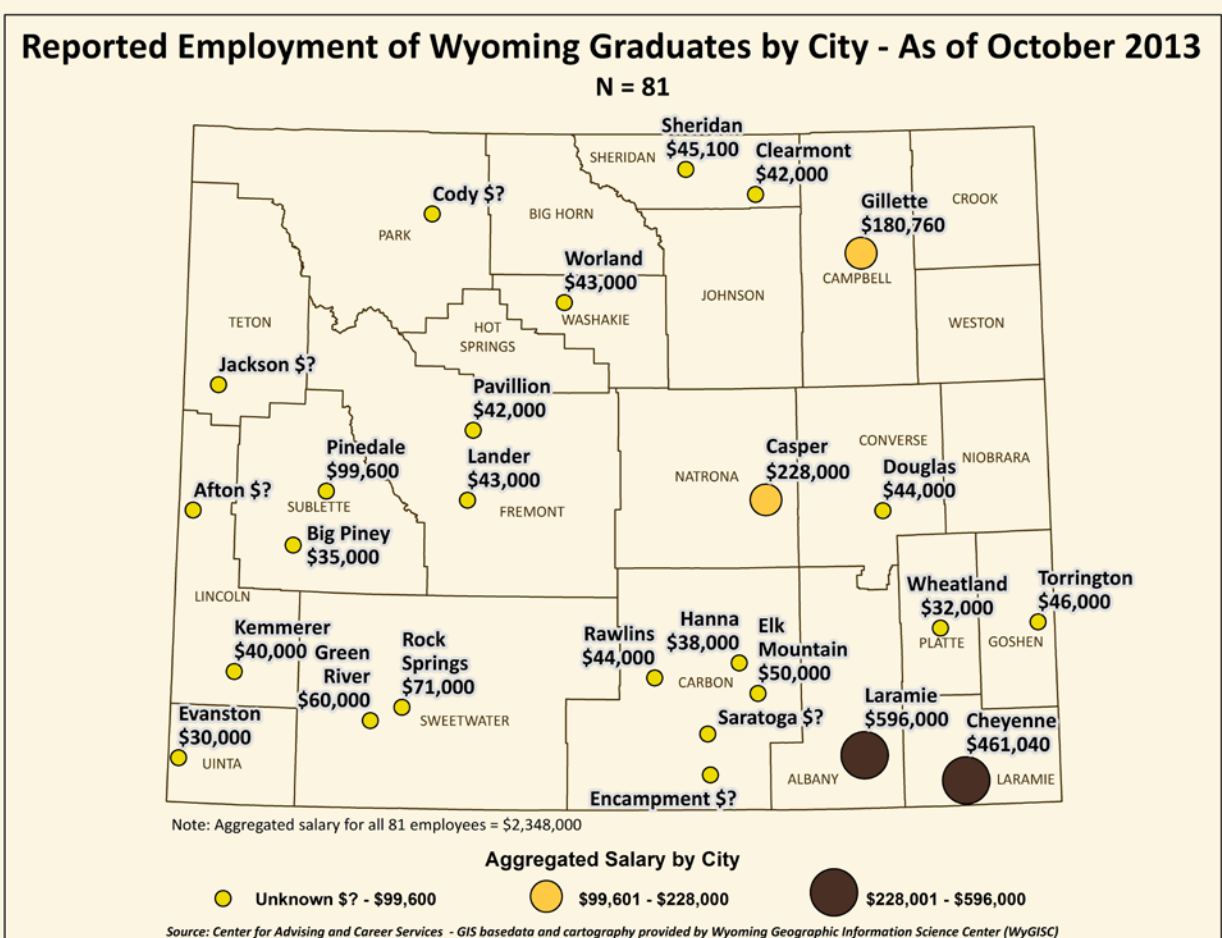 Reported Employment of Wyoming Graduates by City - As of October 2013
N = 81
Sheridan
$45,100
SHERIDAN
Clearmont
$42,000
Cody $?
PARK
BIG HORN
Gillette
$180,760
CAMPBELL
CROOK
Worland
$43,000
WASHAKIE
JOHNSON
WESTON
TETON
HOT
SPRINGS
Jackson $?
Pavillion
$42,000
Pinedale
$99,600
SUBLETTE
Lander
$43,000
FREMONT
Casper
$228,000
NATRONA
CONVERSE
Douglas
$44,000
NIOBRARA
Afton $?
Big Piney
$35,000
LINCOLN
Kemmerer
$40,000
Green
River
$60,000
Rock
Springs
$71,000
SWEETWATER
Rawlins
$44,000
Hanna
$38,000
CARBON
Elk
Mountain
$50,000
Wheatland
$32,000
PLATTE
Torrington
$46,000
GOSHEN
Evanston
$30,000
UINTA
Saratoga $?
Encampment $?
Laramie
$596,000
ALBANY
Cheyenne
$461,040
LARAMIE
Note: Aggregated salary for all 81 employees = $2,348,000
Aggregated Salary by City
Unknown $? - $99,600
$99,601 - $228,000
$228,001 - $596,000
Source: Center for Advising and Career Services - GIS basedata and cartography provided by Wyoming Geographic Information Science Center (WyGISC)